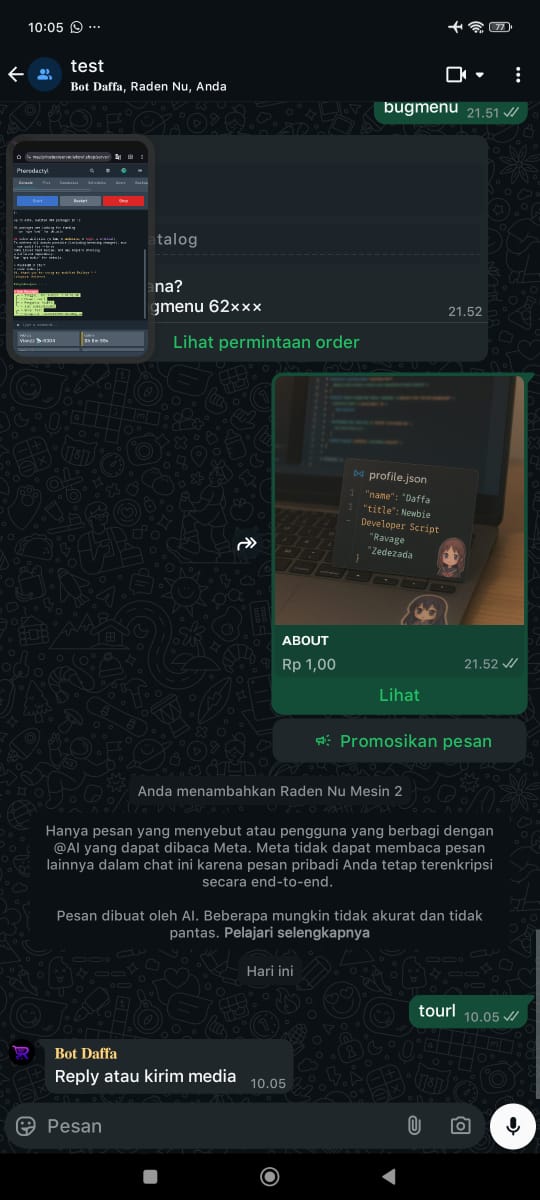 10:05
77
test
Bot Daffa, Raden Nu, Anda
bugmenu 21.51
Pterodactyl
Start
Restart
Stop
atalog
ana?
gmenu 62×××
21.52
Lihat permintaan order
profile.json
1 "name": "Daffa
"title": Newbie
Developer Script
"Ravage
"Zedezada
}
ABOUT
Rp 1,00
21.52
Lihat
Promosikan pesan
Anda menambahkan Raden Nu Mesin 2
Hanya pesan yang menyebut atau pengguna yang berbagi dengan
@AI yang dapat dibaca Meta. Meta tidak dapat membaca pesan
lainnya dalam chat ini karena pesan pribadi Anda tetap terenkripsi
secara end-to-end.
Pesan dibuat oleh AI. Beberapa mungkin tidak akurat dan tidak
pantas. Pelajari selengkapnya
Hari ini
tourl 10.05
Bot Daffa
Reply atau kirim media 10.05
Pesan